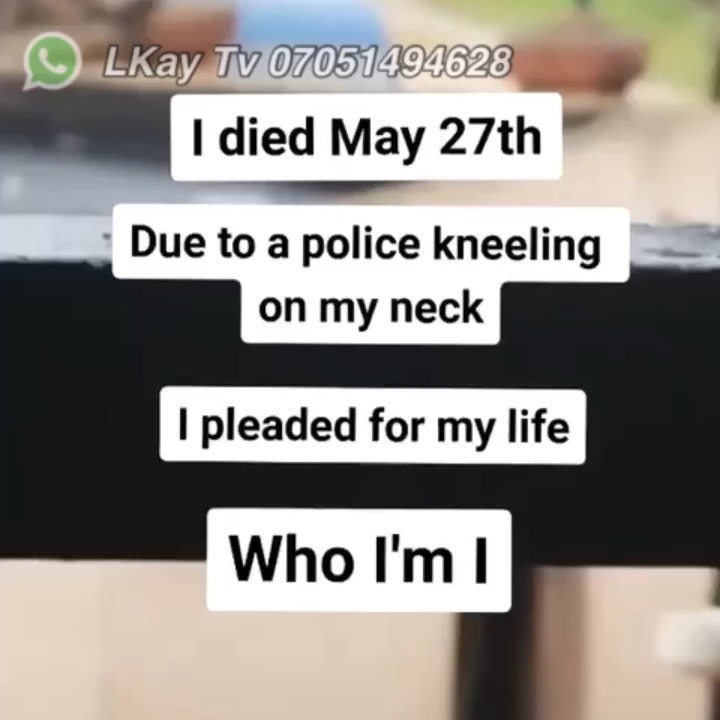 LKay Tv 07051494628
I died May 27th
Due to a police kneeling
on my neck
I pleaded for my life
Who I'm I